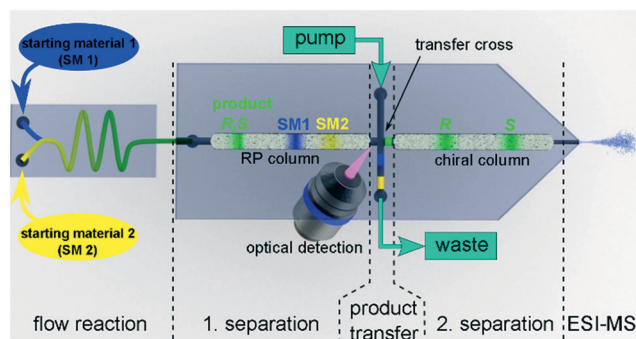 starting material 1
(SM 1)
pump
transfer cross
product
R,S
SM1
SM2
R
S
RP column
chiral column
starting material 2
(SM 2)
optical detection
waste
flow reaction
1. separation
product
transfer
2. separation
ESI-MS